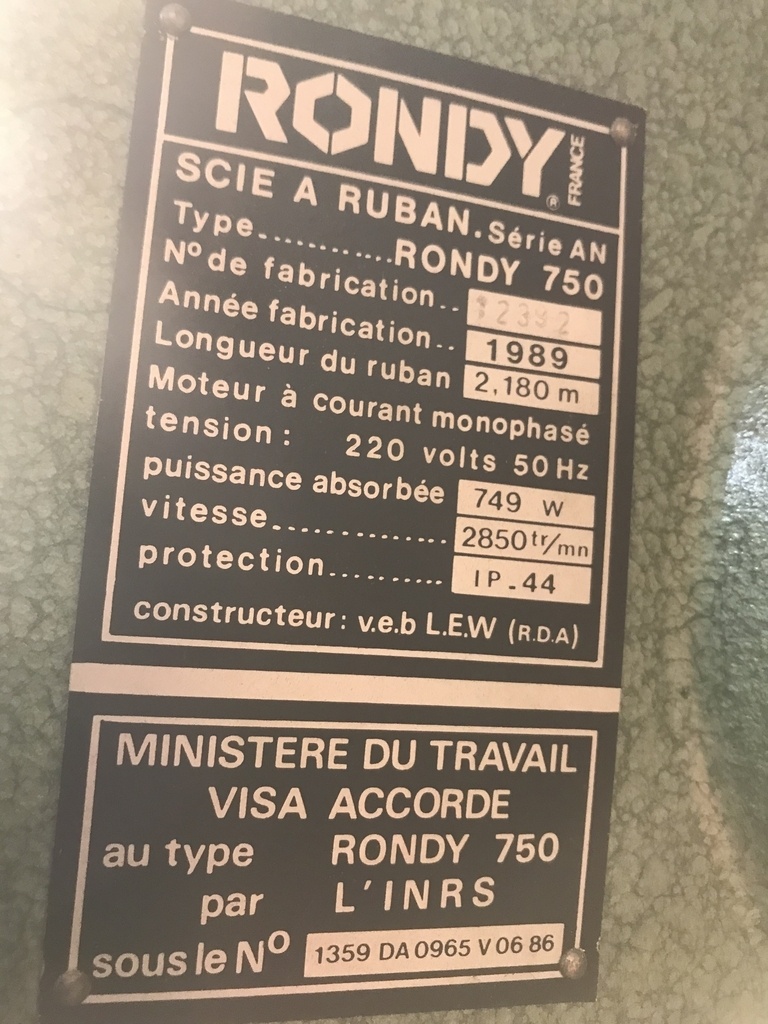 RONDY
® FRANCE
SCIE A RUBAN. Série AN
Type............RONDY 750
Nº de fabrication..
Année fabrication.. 1989
Longueur du ruban 2,180 m
Moteur à courant monophasé
tension: 220 volts 50 Hz
puissance absorbée 749 W
vitesse.............. 2850 tr/mn
protection.......... IP-44
constructeur: v.e.b L.E.W (R.D.A)
MINISTERE DU TRAVAIL
VISA ACCORDE
au type RONDY 750
par L'INRS
sous le Nº 1359 DA 0965 V 06 86